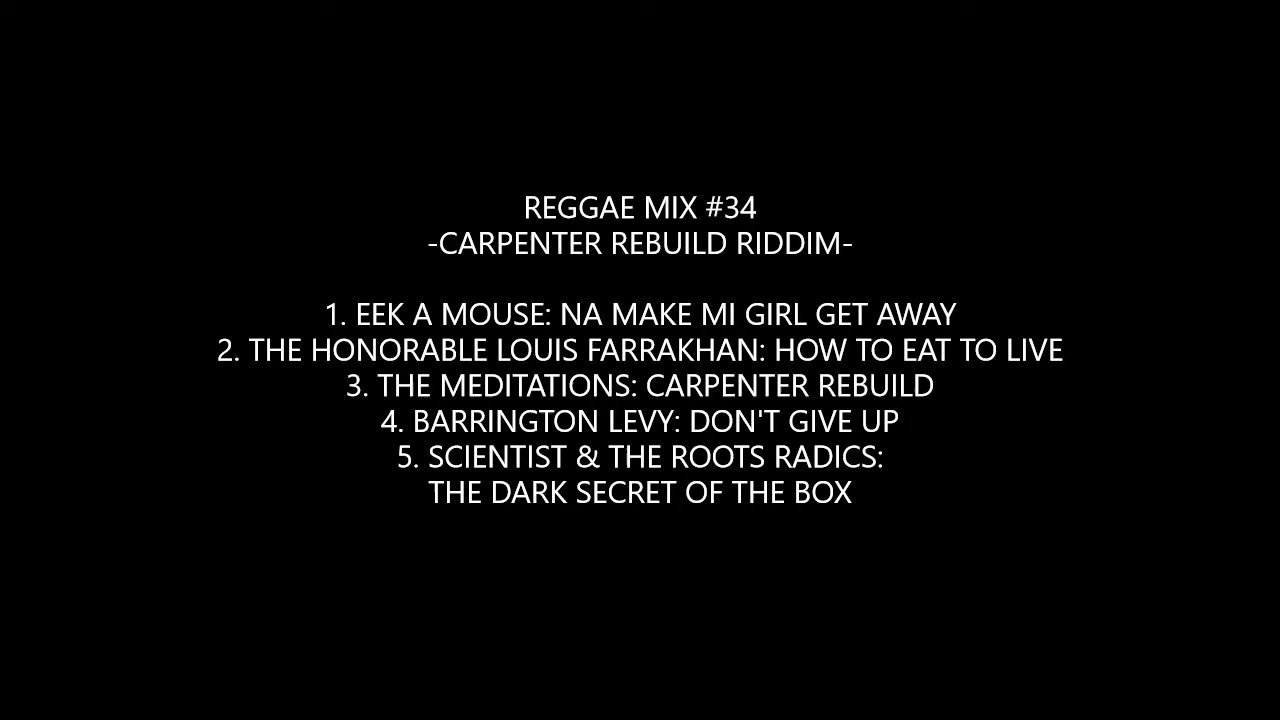 REGGAE MIX #34
-CARPENTER REBUILD RIDDIM-
1. EEK A MOUSE: NA MAKE MI GIRL GET AWAY
2. THE HONORABLE LOUIS FARRAKHAN: HOW TO EAT TO LIVE
3. THE MEDITATIONS: CARPENTER REBUILD
4. BARRINGTON LEVY: DON'T GIVE UP
5. SCIENTIST & THE ROOTS RADICS:
THE DARK SECRET OF THE BOX